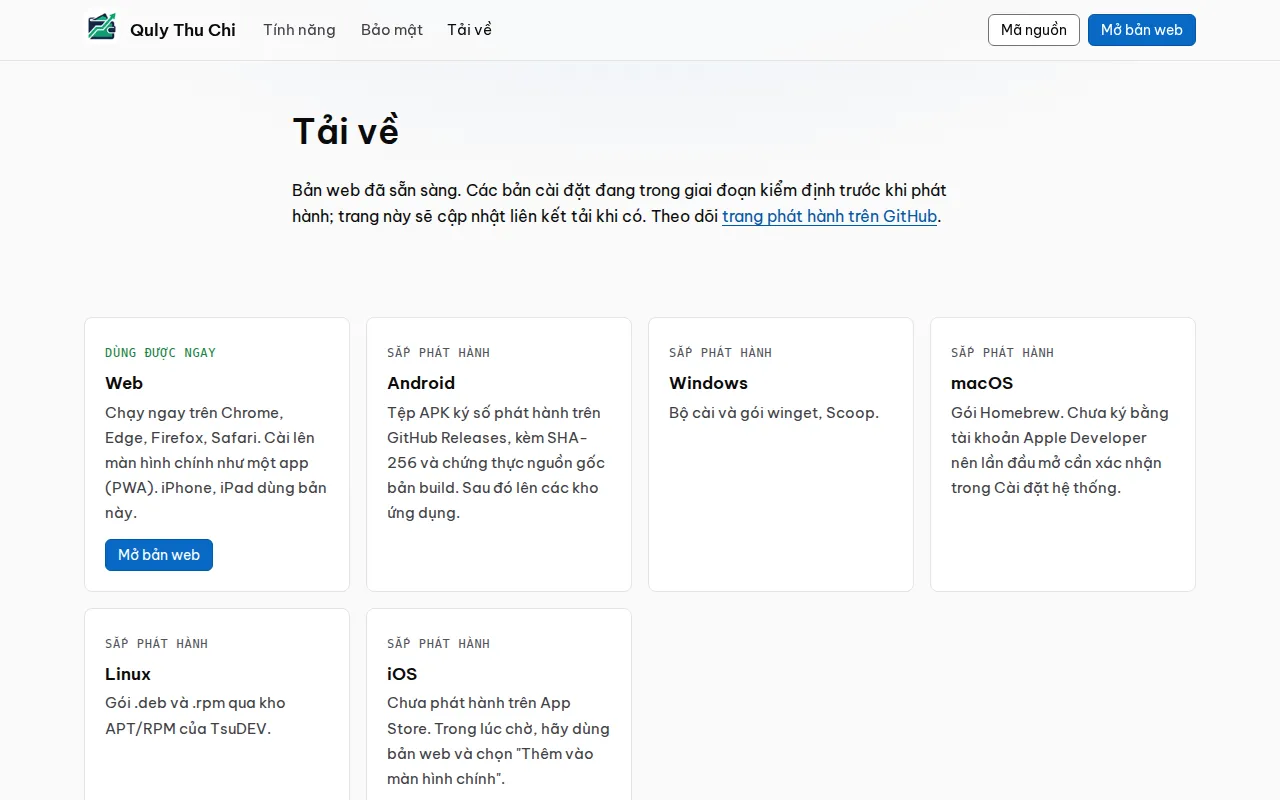 Quly Thu Chi
Tính năng
Bảo mật
Tải về
Mã nguồn
Mở bản web
Tải về
Bản web đã sẵn sàng. Các bản cài đặt đang trong giai đoạn kiểm định trước khi phát
hành; trang này sẽ cập nhật liên kết tải khi có. Theo dõi trang phát hành trên GitHub.
DÙNG ĐƯỢC NGAY
Web
Chạy ngay trên Chrome,
Edge, Firefox, Safari. Cài lên
màn hình chính như một app
(PWA). iPhone, iPad dùng bản
này.
Mở bản web
SẮP PHÁT HÀNH
Android
Tệp APK ký số phát hành trên
GitHub Releases, kèm SHA-
256 và chứng thực nguồn gốc
bản build. Sau đó lên các kho
ứng dụng.
SẮP PHÁT HÀNH
Windows
Bộ cài và gói winget, Scoop.
SẮP PHÁT HÀNH
macOS
Gói Homebrew. Chưa ký bằng
tài khoản Apple Developer
nên lần đầu mở cần xác nhận
trong Cài đặt hệ thống.
SẮP PHÁT HÀNH
Linux
Gói .deb và .rpm qua kho
APT/RPM của TsuDEV.
SẮP PHÁT HÀNH
iOS
Chưa phát hành trên App
Store. Trong lúc chờ, hãy dùng
bản web và chọn "Thêm vào
màn hình chính".